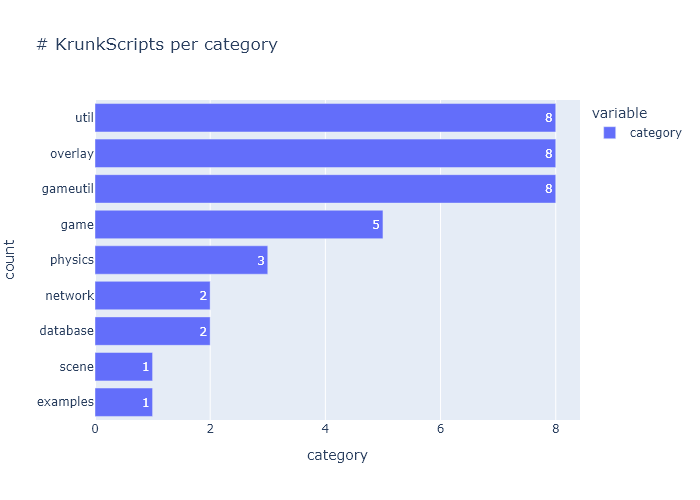 # KrunkScripts per category
util 8
overlay 8
gameutil 8
game 5
physics 3
network 2
database 2
scene 1
examples 1
0 2 4 6 8
category
count
variable
category